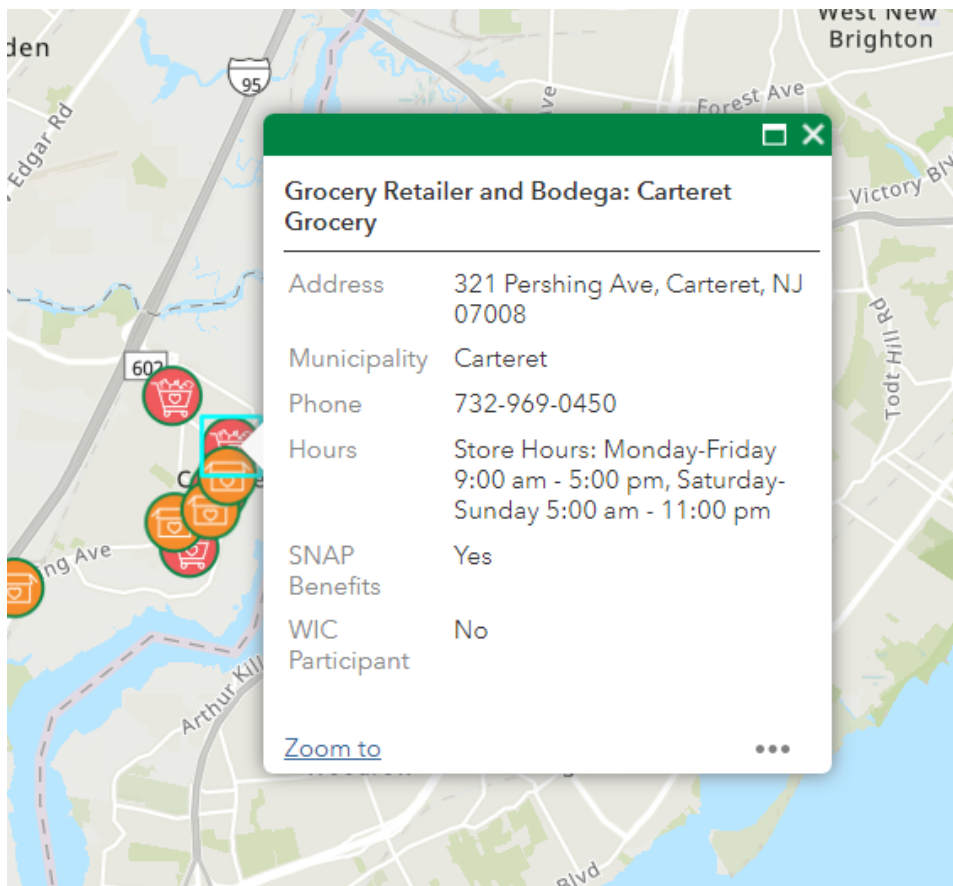 West New
Brighton
den
95
Edgar Rd
Forest Ave
Ave
Victory Blv
Grocery Retailer and Bodega: Carteret
Grocery
Address
321 Pershing Ave, Carteret, NJ
07008
Municipality
Carteret
Phone
732-969-0450
Hours
Store Hours: Monday-Friday
9:00 am - 5:00 pm, Saturday-
Sunday 5:00 am - 11:00 pm
SNAP
Benefits
Yes
WIC
Participant
No
Zoom to
Todt Hill Rd
602
ng Ave
Arthur Kill
Blvd